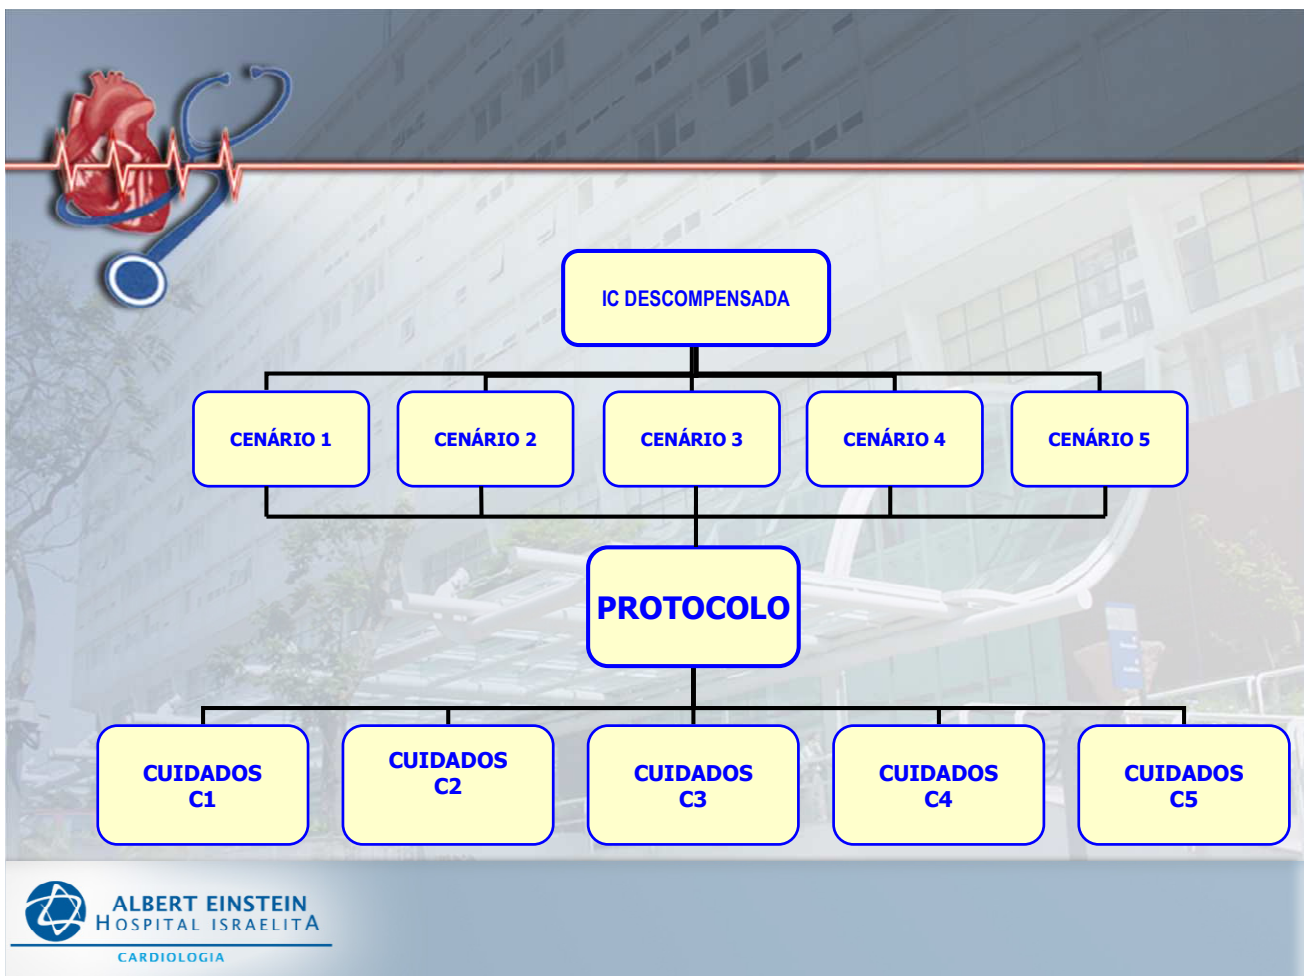 IC DESCOMPENSADA
CENÁRIO 1
CENÁRIO 2
CENÁRIO 3
CENÁRIO 4
CENÁRIO 5
PROTOCOLO
CUIDADOS
C1
CUIDADOS
C2
CUIDADOS
C3
CUIDADOS
C4
CUIDADOS
C5
ALBERT EINSTEIN
HOSPITAL ISRAELITA
CARDIOLOGIA